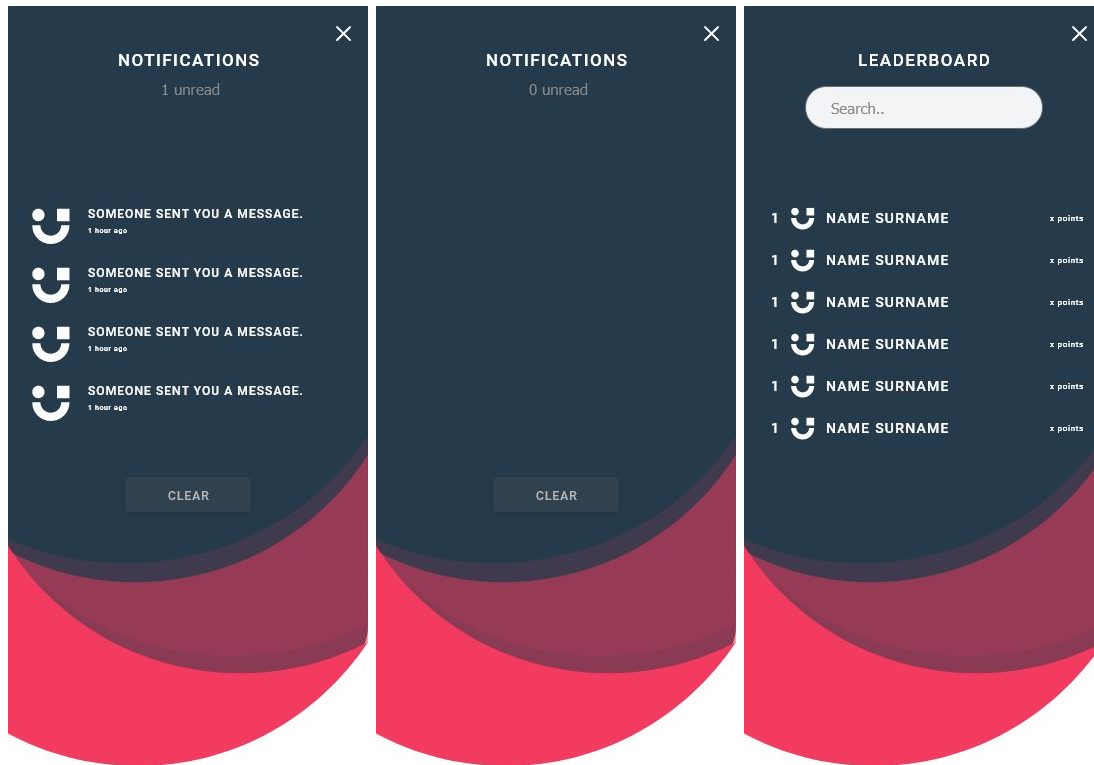 NOTIFICATIONS
1 unread
SOMEONE SENT YOU A MESSAGE.
1 hour ago
SOMEONE SENT YOU A MESSAGE.
1 hour ago
SOMEONE SENT YOU A MESSAGE.
1 hour ago
SOMEONE SENT YOU A MESSAGE.
1 hour ago
CLEAR
NOTIFICATIONS
0 unread
CLEAR
LEADERBOARD
Search..
1 NAME SURNAME x points
1 NAME SURNAME x points
1 NAME SURNAME x points
1 NAME SURNAME x points
1 NAME SURNAME x points
1 NAME SURNAME x points